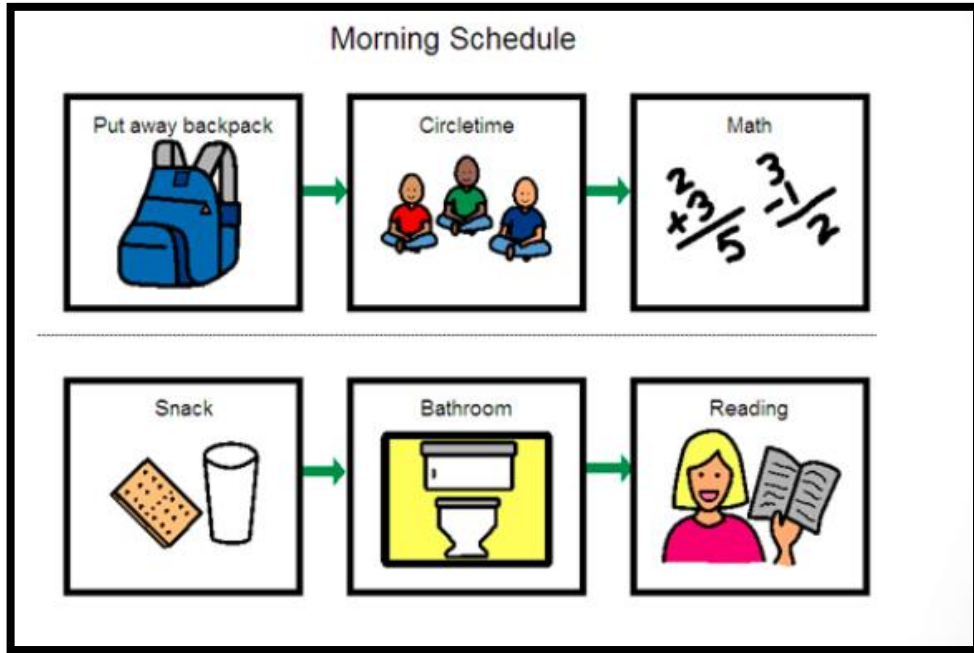 Morning Schedule
Put away backpack
Circletime
Math
2
+3
5
3
-1
2
Snack
Bathroom
Reading